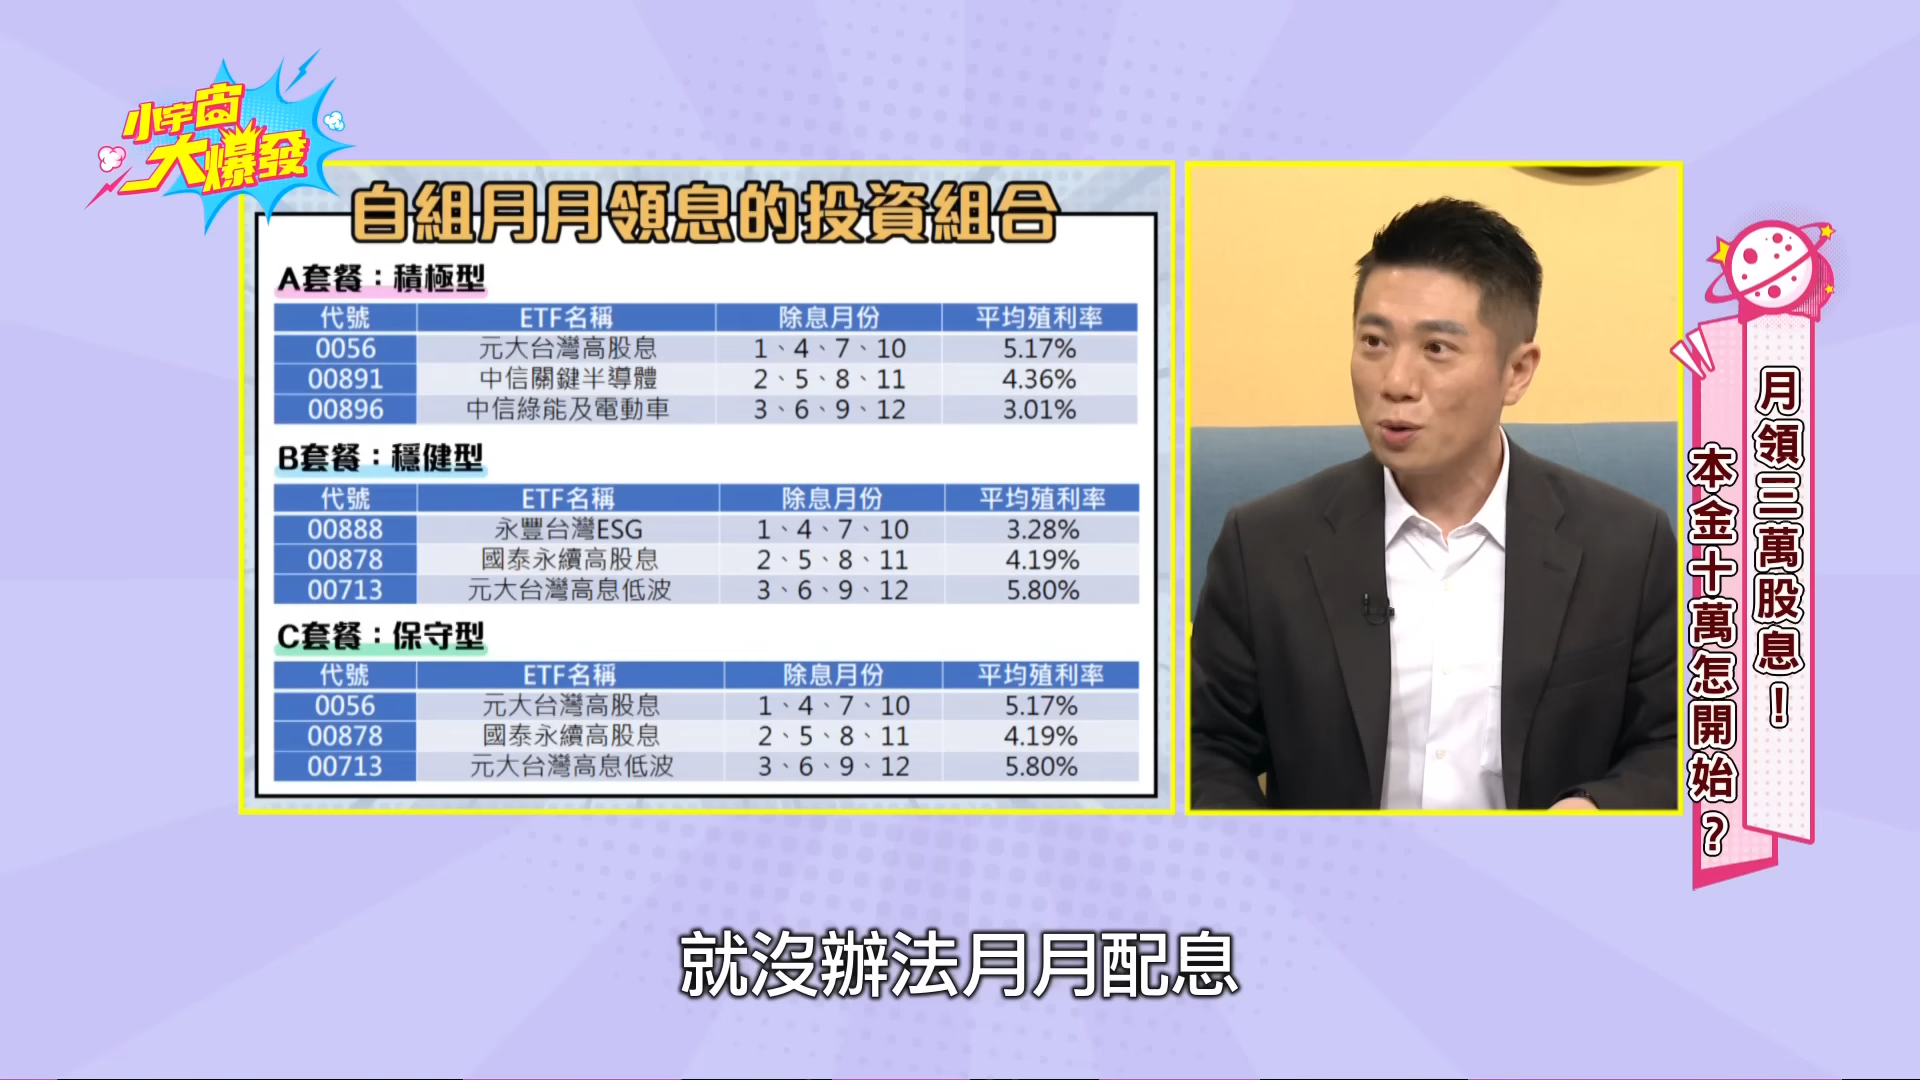 小宇宙
大爆發
自組月月領息的投資組合
A套餐：積極型
代號 ETF名稱 除息月份 平均殖利率
0056 元大台灣高股息 1、4、7、10 5.17%
00891 中信關鍵半導體 2、5、8、11 4.36%
00896 中信綠能及電動車 3、6、9、12 3.01%
B套餐：穩健型
代號 ETF名稱 除息月份 平均殖利率
00888 永豐台灣ESG 1、4、7、10 3.28%
00878 國泰永續高股息 2、5、8、11 4.19%
00713 元大台灣高息低波 3、6、9、12 5.80%
C套餐：保守型
代號 ETF名稱 除息月份 平均殖利率
0056 元大台灣高股息 1、4、7、10 5.17%
00878 國泰永續高股息 2、5、8、11 4.19%
00713 元大台灣高息低波 3、6、9、12 5.80%
月領三萬股息！
本金十萬怎開始？
就沒辦法月月配息